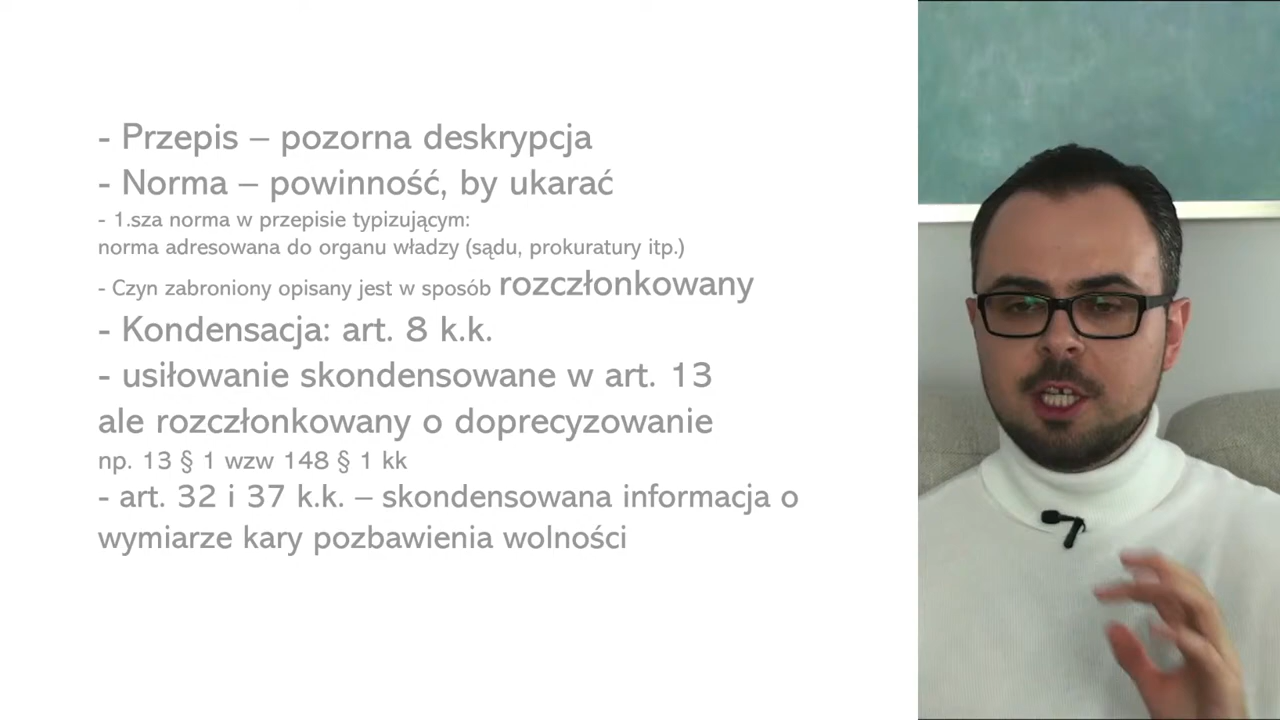 - Przepis – pozorna deskrypcja
- Norma – powinność, by ukarać
- 1.sza norma w przepisie typizującym:
norma adresowana do organu władzy (sądu, prokuratury itp.)
- Czyn zabroniony opisany jest w sposób rozczłonkowany
- Kondensacja: art. 8 k.k.
- usiłowanie skondensowane w art. 13
ale rozczłonkowany o doprecyzowanie
np. 13 § 1 wzw 148 § 1 kk
- art. 32 i 37 k.k. – skondensowana informacja o
wymiarze kary pozbawienia wolności